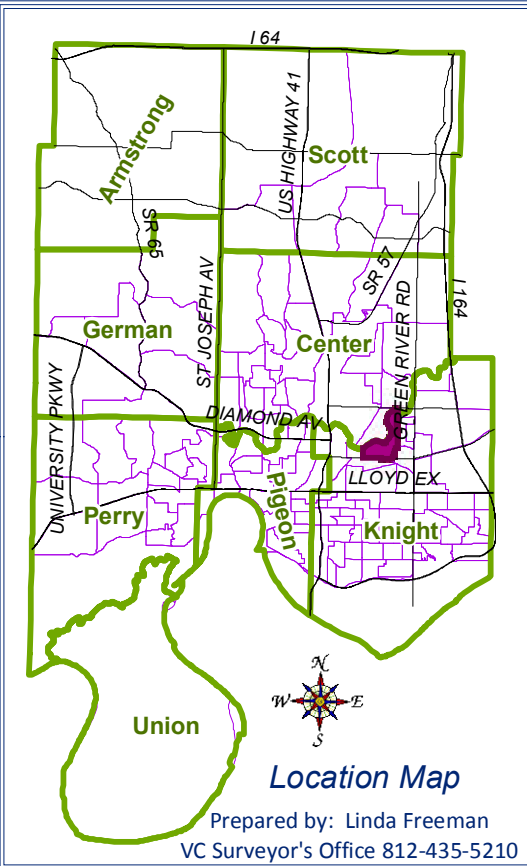 I 64
Armstrong
US HIGHWAY 41
Scott
SR 65
SR 57
I 164
ST JOSEPH AV
GREEN RIVER RD
German
Center
UNIVERSITY PKWY
DIAMOND AV
LLOYD EX
Pigeon
Perry
Knight
N
W E
S
Union
Location Map
Prepared by: Linda Freeman
VC Surveyor's Office 812-435-5210